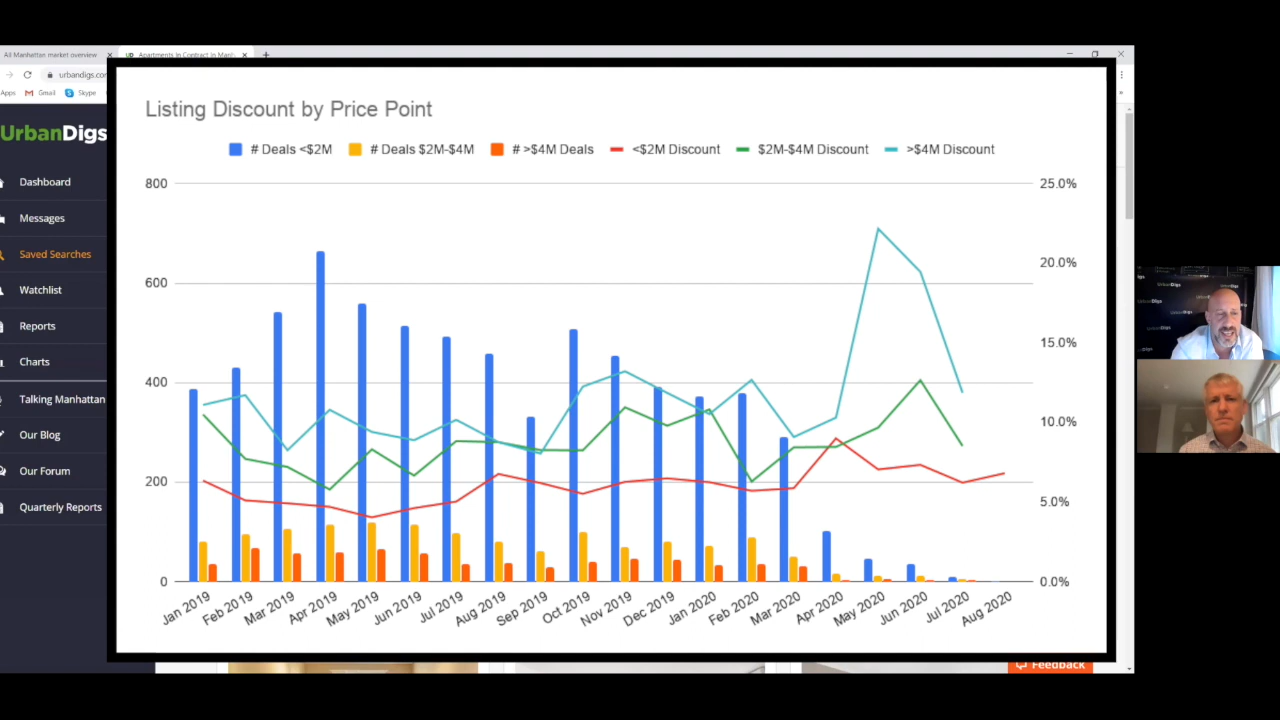 All Manhattan market overview
Apartments In Contract In Manh
urbandigs.com
Apps Gmail Skype
UrbanDigs
Dashboard
Messages
Saved Searches
Watchlist
Reports
Charts
Talking Manhattan
Our Blog
Our Forum
Quarterly Reports
Listing Discount by Price Point
# Deals <$2M # Deals $2M-$4M # >$4M Deals <$2M Discount $2M-$4M Discount >$4M Discount
800 25.0%
20.0%
600
15.0%
400
10.0%
200
5.0%
0 0.0%
Jan 2019 Feb 2019 Mar 2019 Apr 2019 May 2019 Jun 2019 Jul 2019 Aug 2019 Sep 2019 Oct 2019 Nov 2019 Dec 2019 Jan 2020 Feb 2020 Mar 2020 Apr 2020 May 2020 Jun 2020 Jul 2020 Aug 2020
Feedback
UrbanDigs